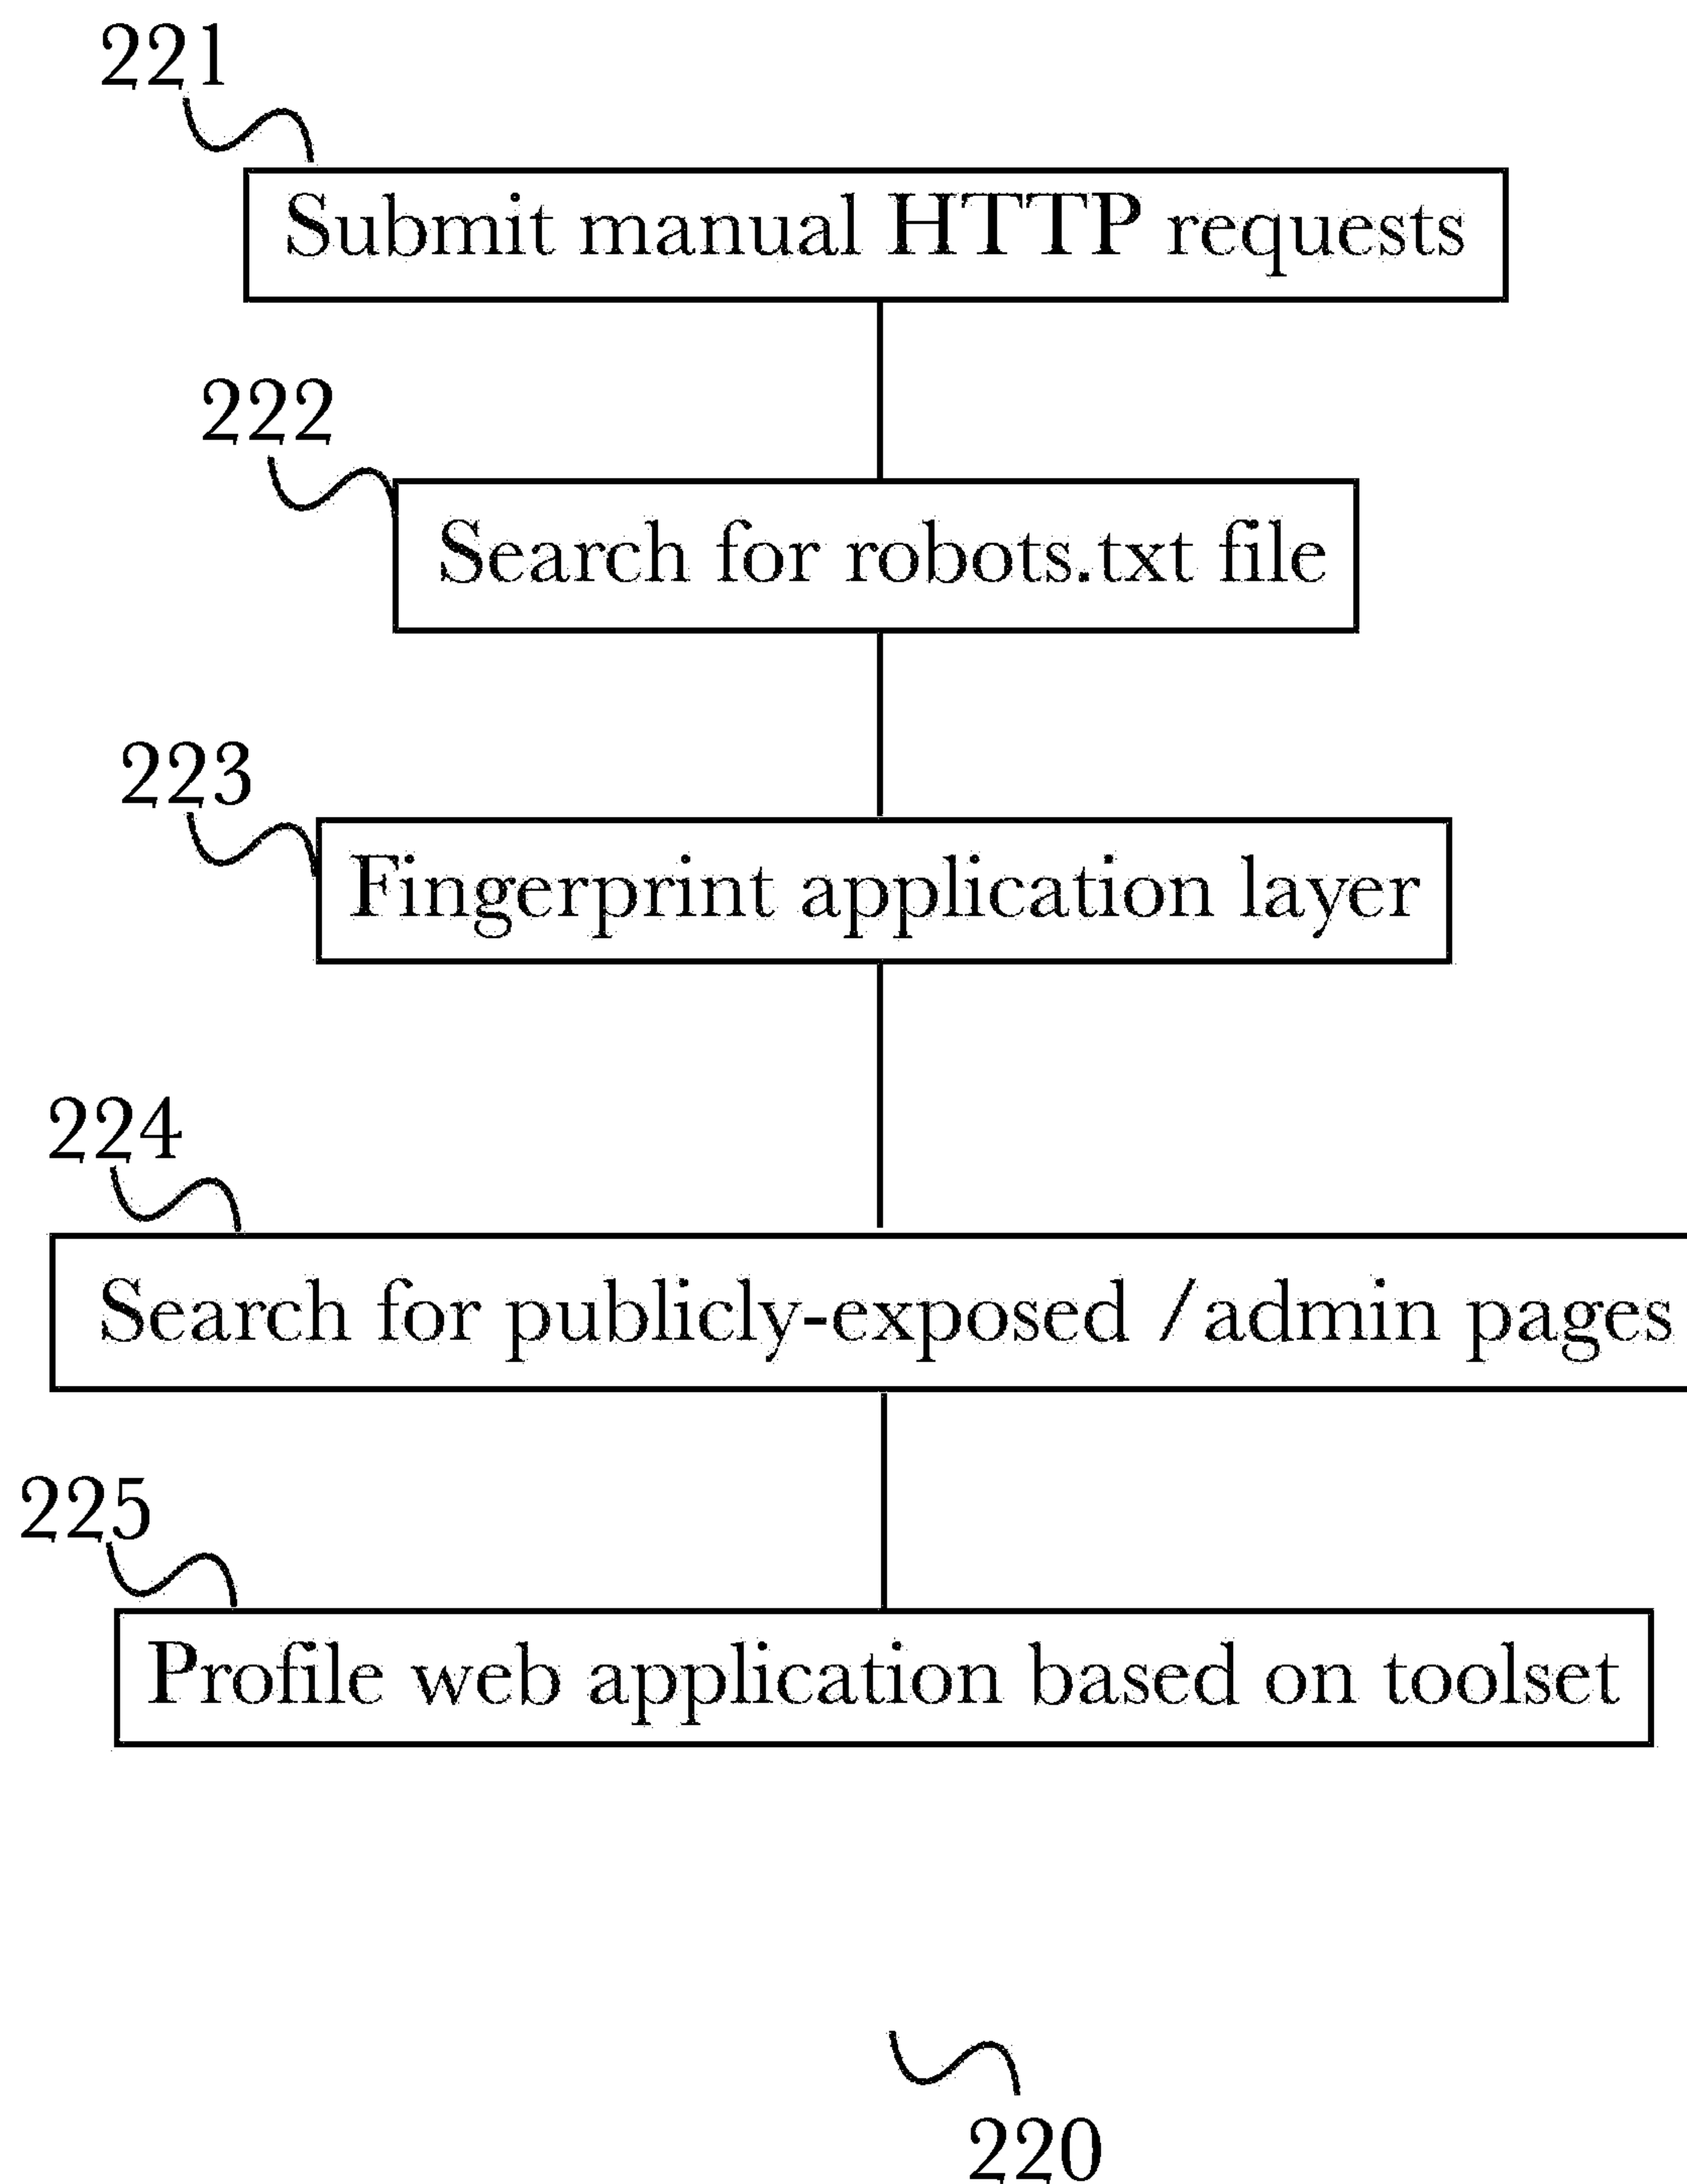 221
Submit manual HTTP requests
222
Search for robots.txt file
223
Fingerprint application layer
224
Search for publicly-exposed /admin pages
225
Profile web application based on toolset
220